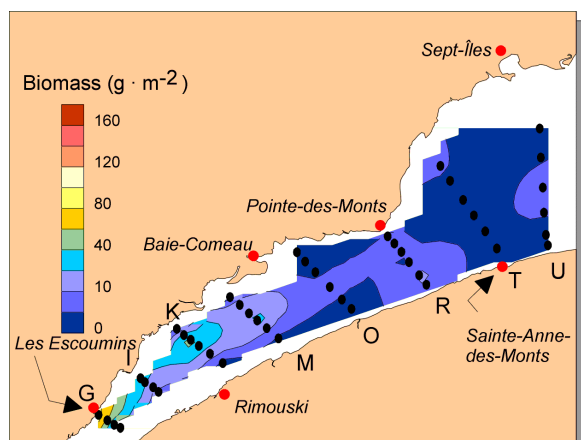 Sept-Îles
Biomass (g · m-2)
160
120
80
40
10
0
Pointe-des-Monts
Baie-Comeau
Les Escoumins
G
I
K
M
O
R
T
U
Sainte-Anne-
des-Monts
Rimouski